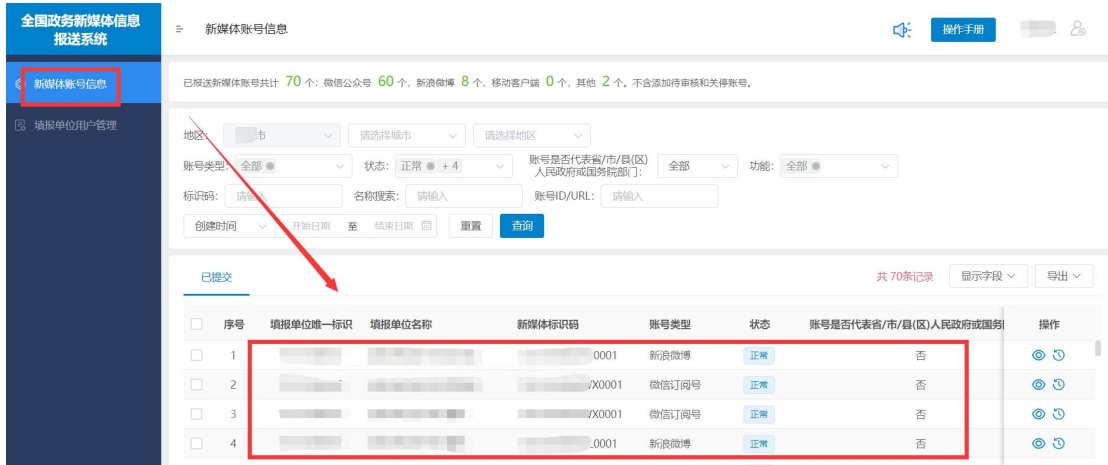 全国政务新媒体信息
报送系统
新媒体账号信息
操作手册
新媒体账号信息
填报单位用户管理
已报送新媒体账号共计 70 个：微信公众号 60 个，新浪微博 8 个，移动客户端 0 个，其他 2 个。不含添加待审核和关停账号。
地区： 市 请选择城市 请选择地区
账号类型： 全部 状态： 正常 + 4 账号是否代表省/市/县(区)
人民政府或国务院部门： 全部 功能： 全部
标识码： 请输入 名称搜索： 请输入 账号ID/URL： 请输入
创建时间 开始日期 至 结束日期 重置 查询
已提交 共 70条记录 显示字段 导出
序号 填报单位唯一标识 填报单位名称 新媒体标识码 账号类型 状态 账号是否代表省/市/县(区)人民政府或国务 操作
1 0001 新浪微博 正常 否
2 X0001 微信订阅号 正常 否
3 X0001 微信订阅号 正常 否
4 0001 新浪微博 正常 否